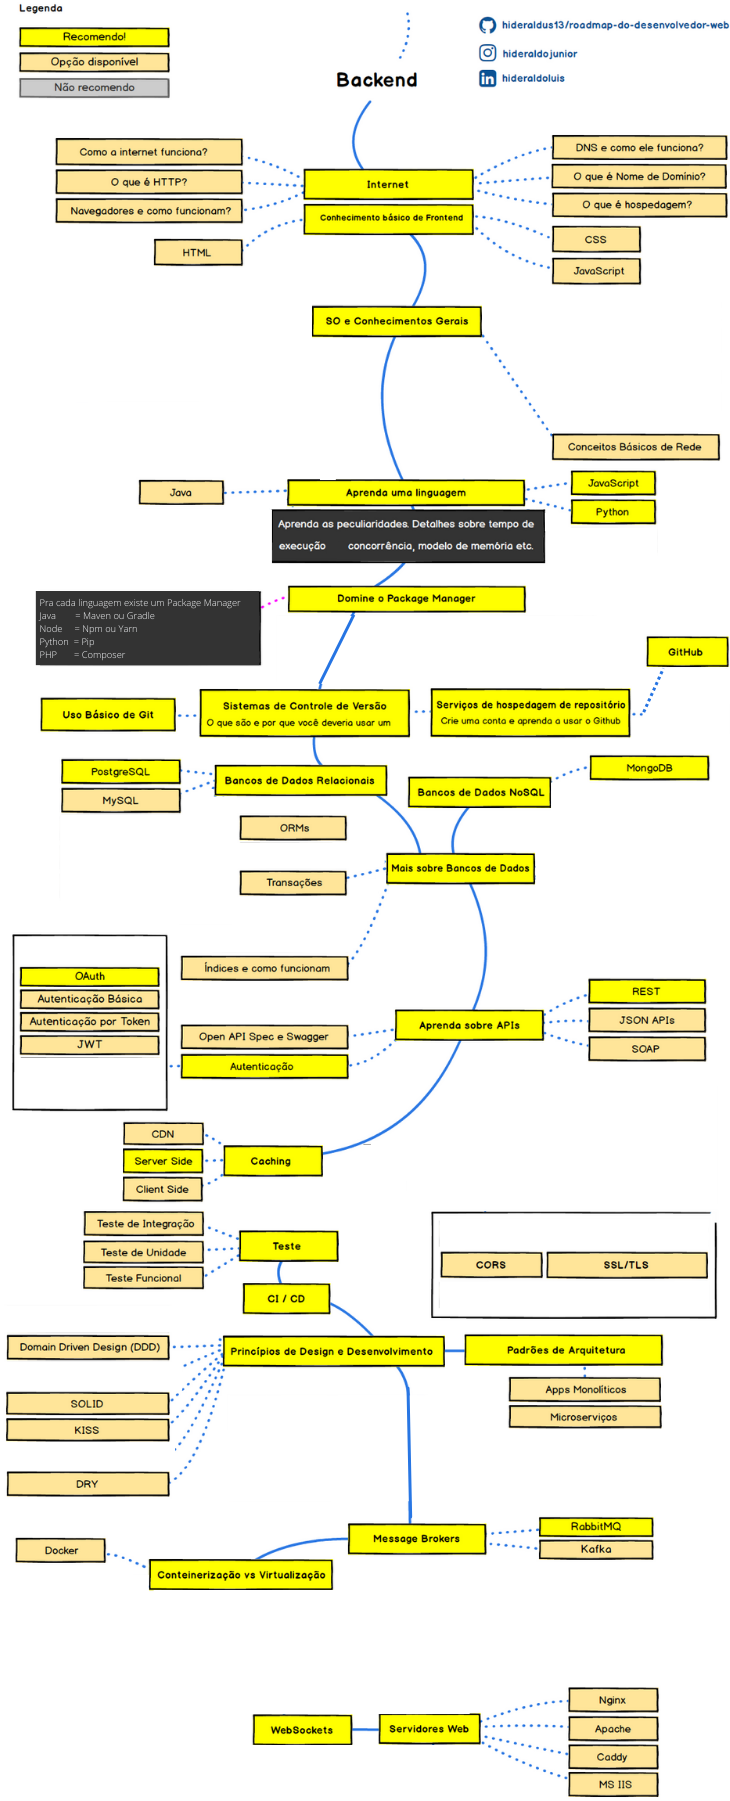 Legenda
Recomendo!
Opção disponível
Não recomendo
hideraldus13/roadmap-do-desenvolvedor-web
hideraldojunior
hideraldoluis
Backend
Como a internet funciona?
O que é HTTP?
Navegadores e como funcionam?
HTML
Internet
Conhecimento básico de Frontend
DNS e como ele funciona?
O que é Nome de Domínio?
O que é hospedagem?
CSS
JavaScript
SO e Conhecimentos Gerais
Conceitos Básicos de Rede
Java
Aprenda uma linguagem
JavaScript
Python
Aprenda as peculiaridades. Detalhes sobre tempo de
execução concorrência, modelo de memória etc.
Domine o Package Manager
Pra cada linguagem existe um Package Manager
Java = Maven ou Gradle
Node = Npm ou Yarn
Python = Pip
PHP = Composer
GitHub
Uso Básico de Git
Sistemas de Controle de Versão
O que são e por que você deveria usar um
Serviços de hospedagem de repositório
Crie uma conta e aprenda a usar o Github
PostgreSQL
MySQL
Bancos de Dados Relacionais
Bancos de Dados NoSQL
MongoDB
ORMs
Transações
Mais sobre Bancos de Dados
Índices e como funcionam
OAuth
Autenticação Básica
Autenticação por Token
JWT
Open API Spec e Swagger
Autenticação
Aprenda sobre APIs
REST
JSON APIs
SOAP
CDN
Server Side
Client Side
Caching
Teste de Integração
Teste de Unidade
Teste Funcional
Teste
CI / CD
CORS
SSL/TLS
Domain Driven Design (DDD)
SOLID
KISS
DRY
Princípios de Design e Desenvolvimento
Padrões de Arquitetura
Apps Monolíticos
Microserviços
Message Brokers
RabbitMQ
Kafka
Docker
Conteinerização vs Virtualização
WebSockets
Servidores Web
Nginx
Apache
Caddy
MS IIS